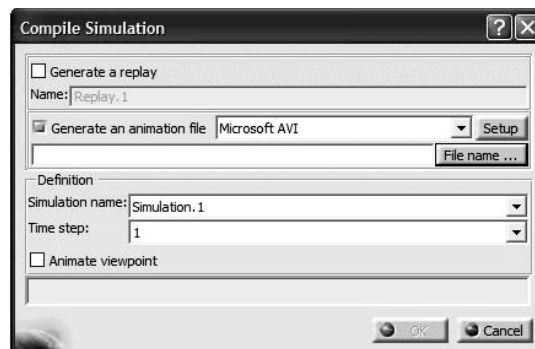 Compile Simulation
Generate a replay
Name: Replay.1
Generate an animation file Microsoft AVI Setup
File name ...
Definition
Simulation name: Simulation.1
Time step: 1
Animate viewpoint
OK Cancel